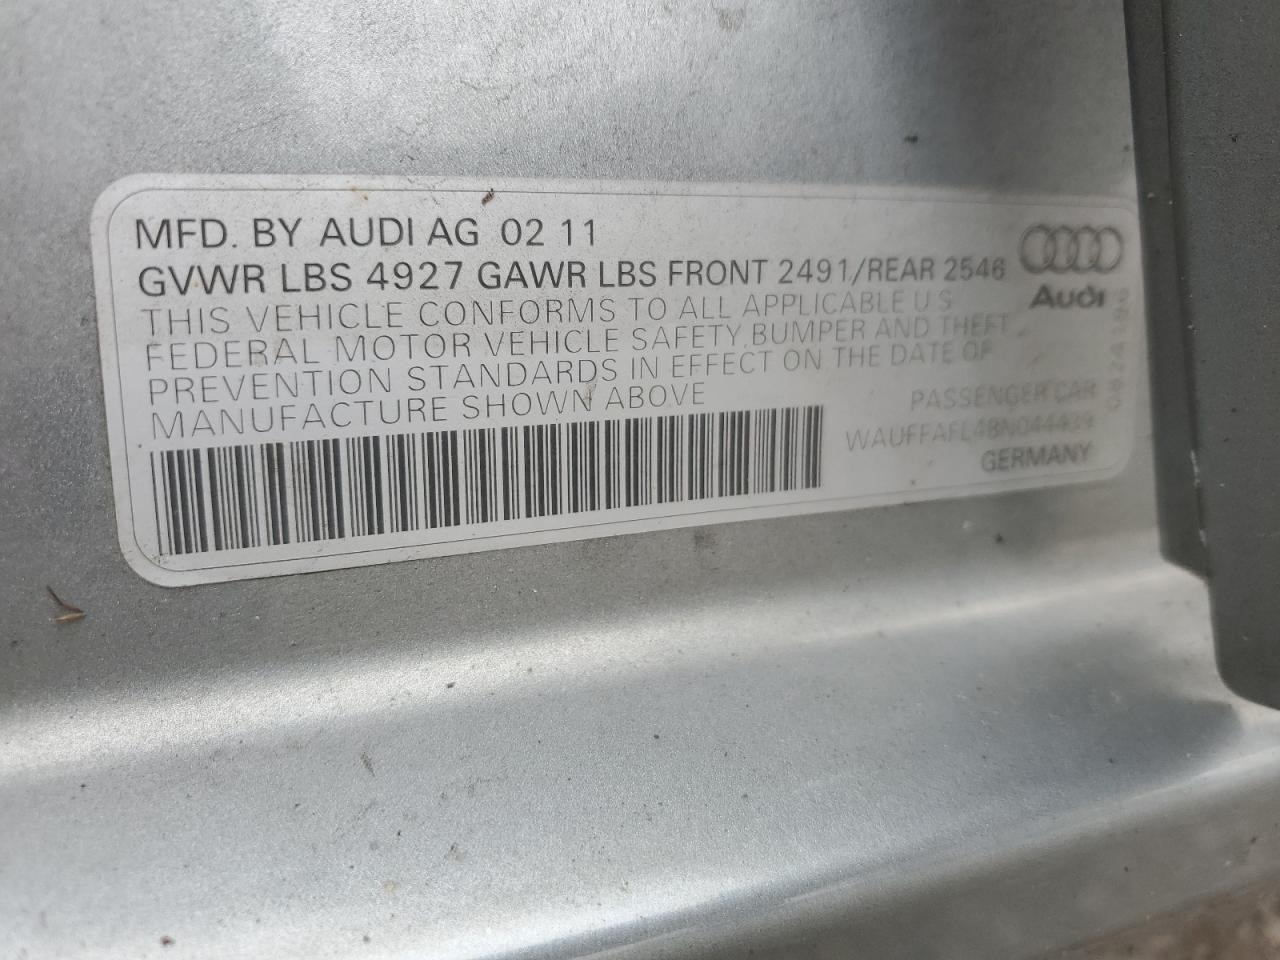 MFD. BY AUDI AG 02 11
GVWR LBS 4927 GAWR LBS FRONT 2491/REAR 2546
THIS VEHICLE CONFORMS TO ALL APPLICABLE U S
FEDERAL MOTOR VEHICLE SAFETY, BUMPER AND THEFT
PREVENTION STANDARDS IN EFFECT ON THE DATE OF
MANUFACTURE SHOWN ABOVE
Audi
PASSENGER CAR
WAUFFAFL4BN044439
GERMANY